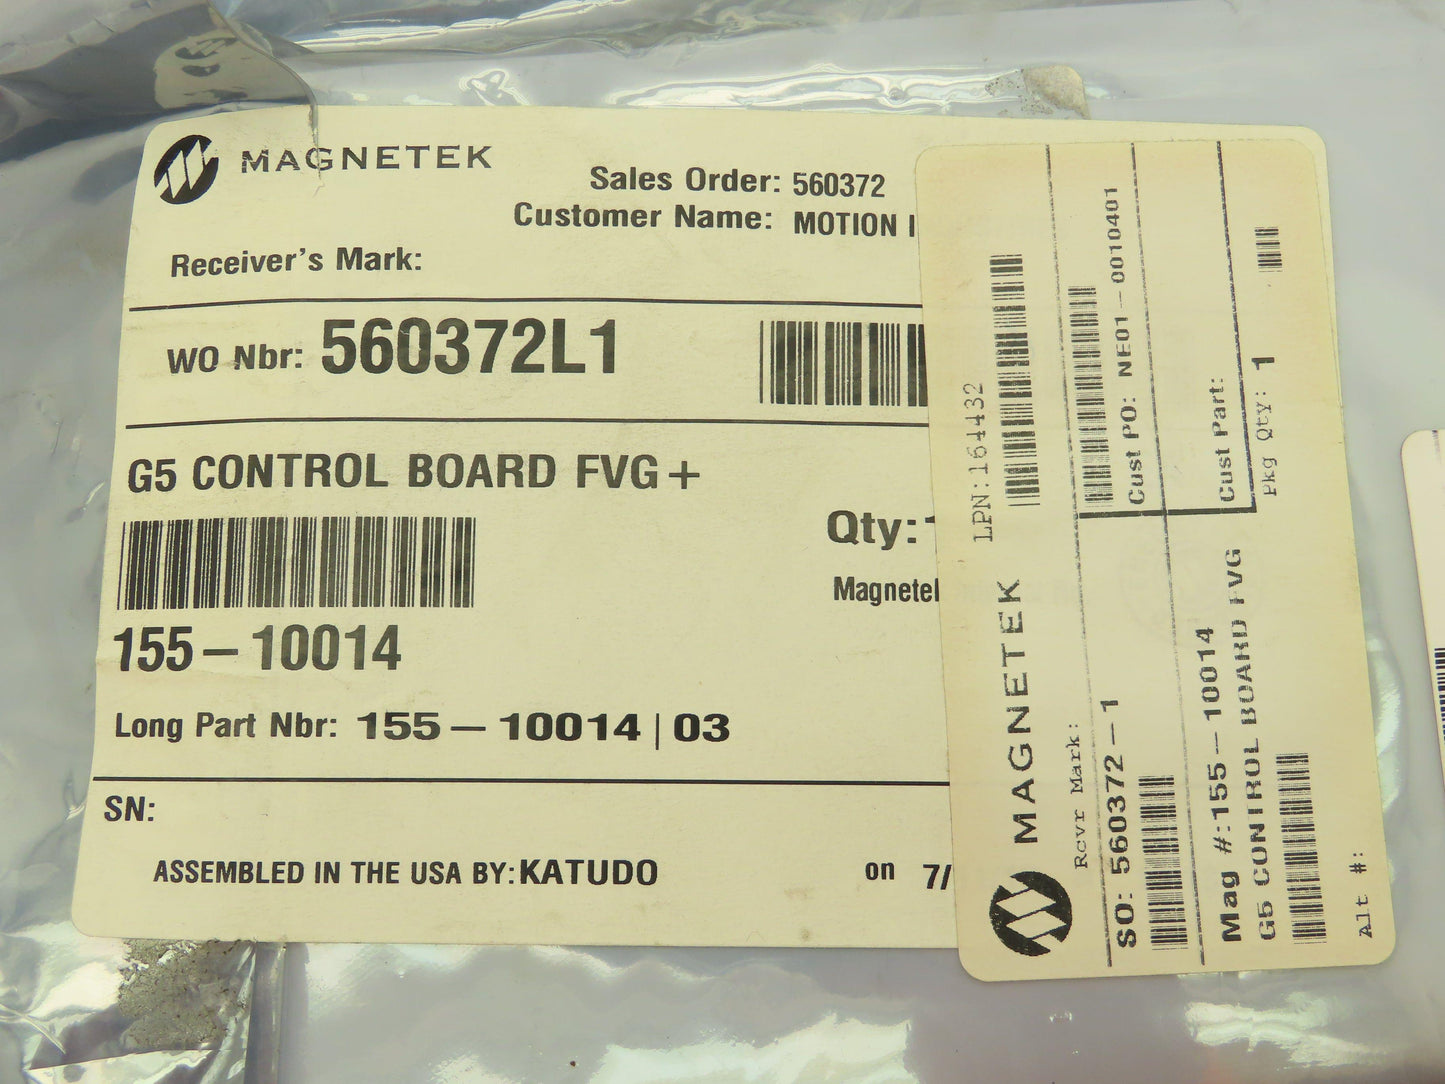 MAGNETEK
Sales Order: 560372
Customer Name: MOTION I
Receiver's Mark:
WO Nbr: 560372L1
G5 CONTROL BOARD FVG+
Qty:
Magnetek
155-10014
Long Part Nbr: 155-10014|03
SN:
ASSEMBLED IN THE USA BY:KATUDO on 7/
MAGNETEK
LPN:164432
Rcvr Mark:
SO: 560372-1
Cust PO: NE01-0010401
Mag #:155-10014
Cust Part:
G5 CONTROL BOARD FVG
Pkg Qty: 1
Alt #: